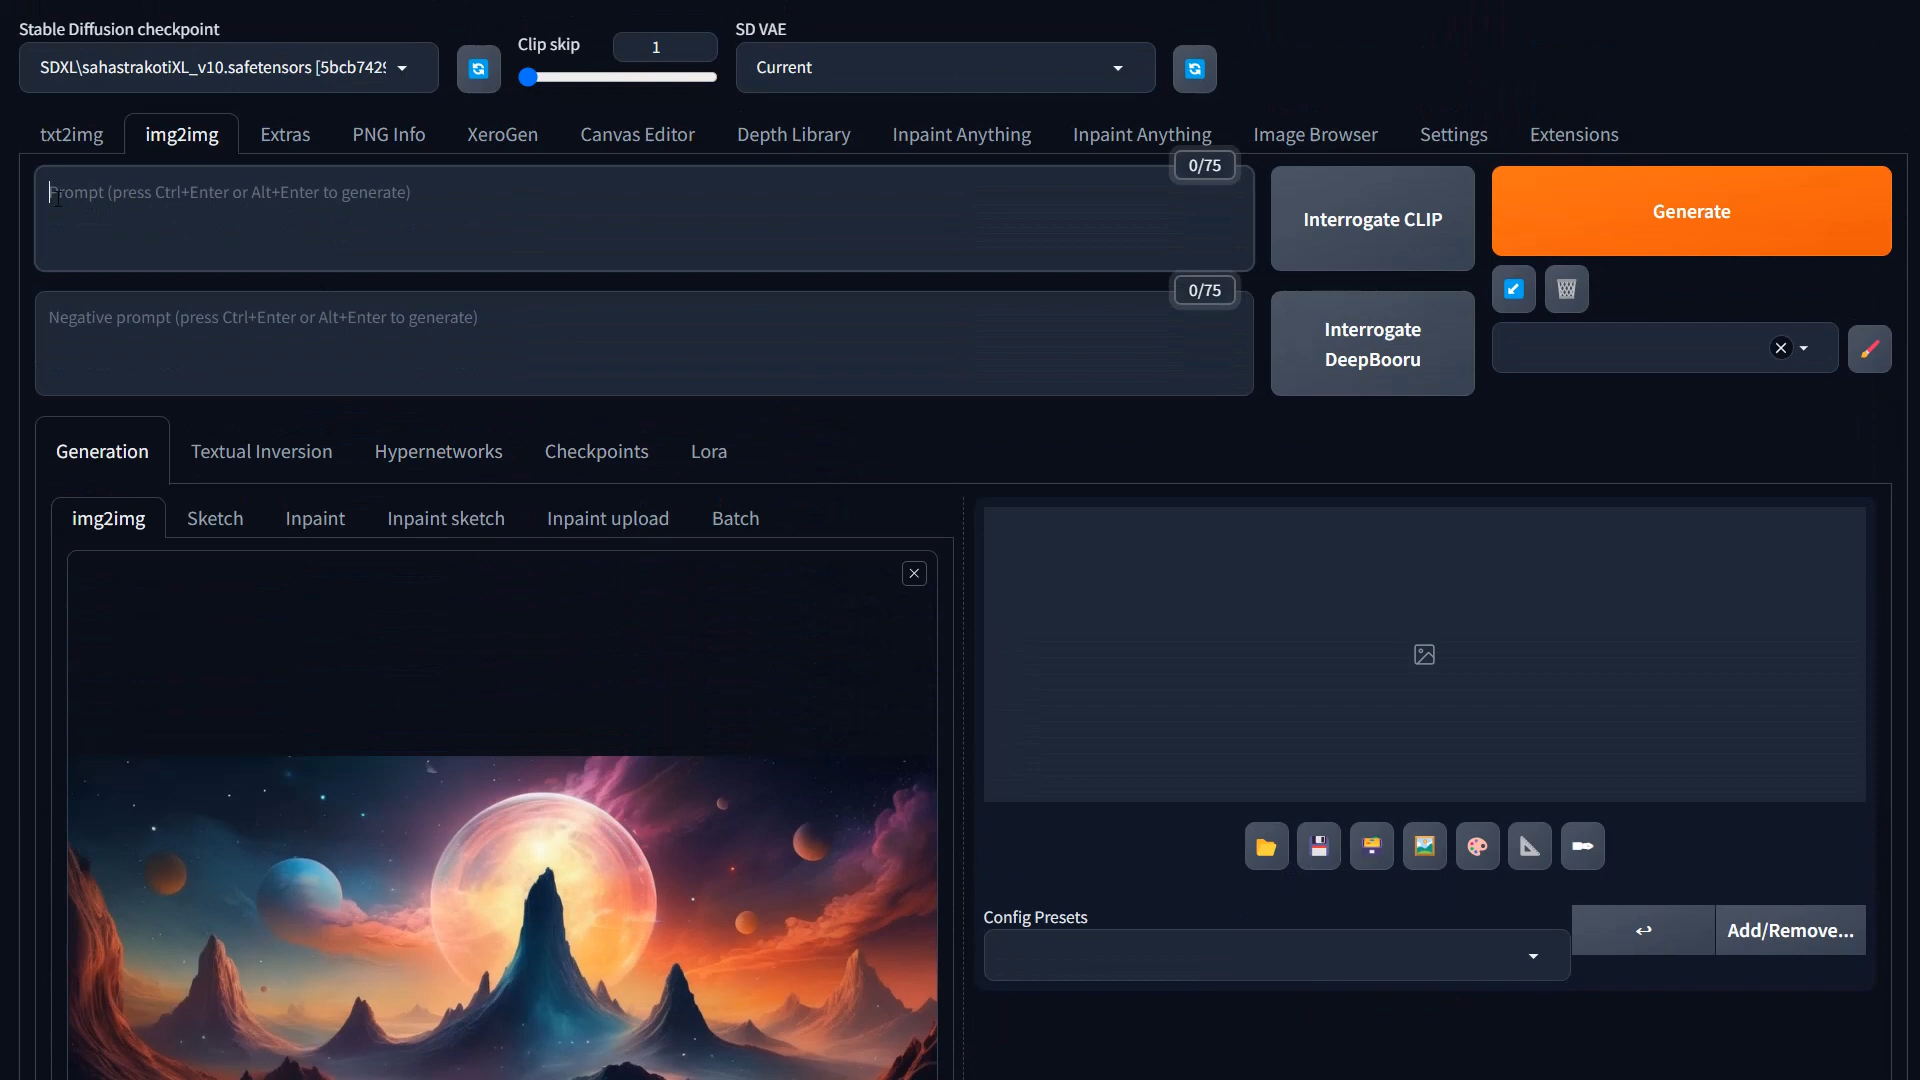 Stable Diffusion checkpoint
Clip skip
1
SD VAE
SDXL\sahastrakotiXL_v10.safetensors [5bcb7429
Current
txt2img
img2img
Extras
PNG Info
XeroGen
Canvas Editor
Depth Library
Inpaint Anything
Inpaint Anything
Image Browser
Settings
Extensions
0/75
Prompt (press Ctrl+Enter or Alt+Enter to generate)
Interrogate CLIP
Generate
0/75
Negative prompt (press Ctrl+Enter or Alt+Enter to generate)
Interrogate
DeepBooru
Generation
Textual Inversion
Hypernetworks
Checkpoints
Lora
img2img
Sketch
Inpaint
Inpaint sketch
Inpaint upload
Batch
Config Presets
Add/Remove...